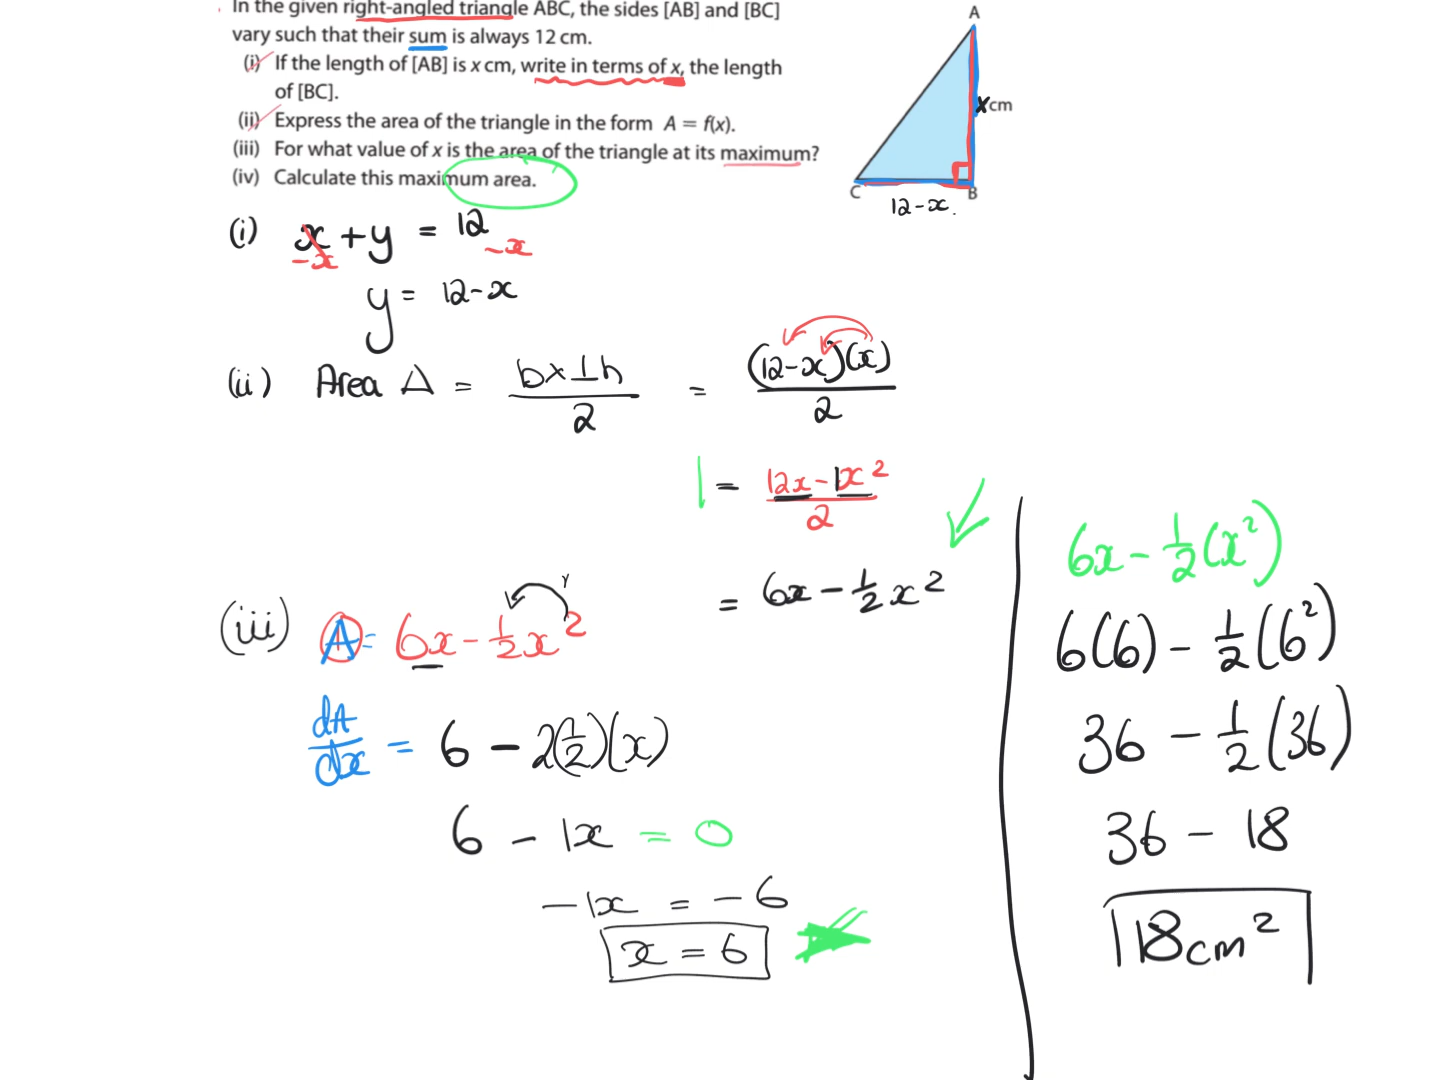 In the given right-angled triangle ABC, the sides [AB] and [BC]
vary such that their sum is always 12 cm.
(i) If the length of [AB] is x cm, write in terms of x, the length
of [BC].
(ii) Express the area of the triangle in the form A = f(x).
(iii) For what value of x is the area of the triangle at its maximum?
(iv) Calculate this maximum area.
A
x cm
C
B
12-x.
(i) x + y = 12
-x -x
y = 12-x
(ii) Area Δ = b×⊥h/2 = (12-x)(x)/2
= 12x-1x²/2
= 6x - 1/2 x²
(iii) A = 6x - 1/2 x²
dA/dx = 6 - 2(1/2)(x)
6 - 1x = 0
-1x = -6
x = 6
6x - 1/2(x²)
6(6) - 1/2(6²)
36 - 1/2(36)
36 - 18
18cm²